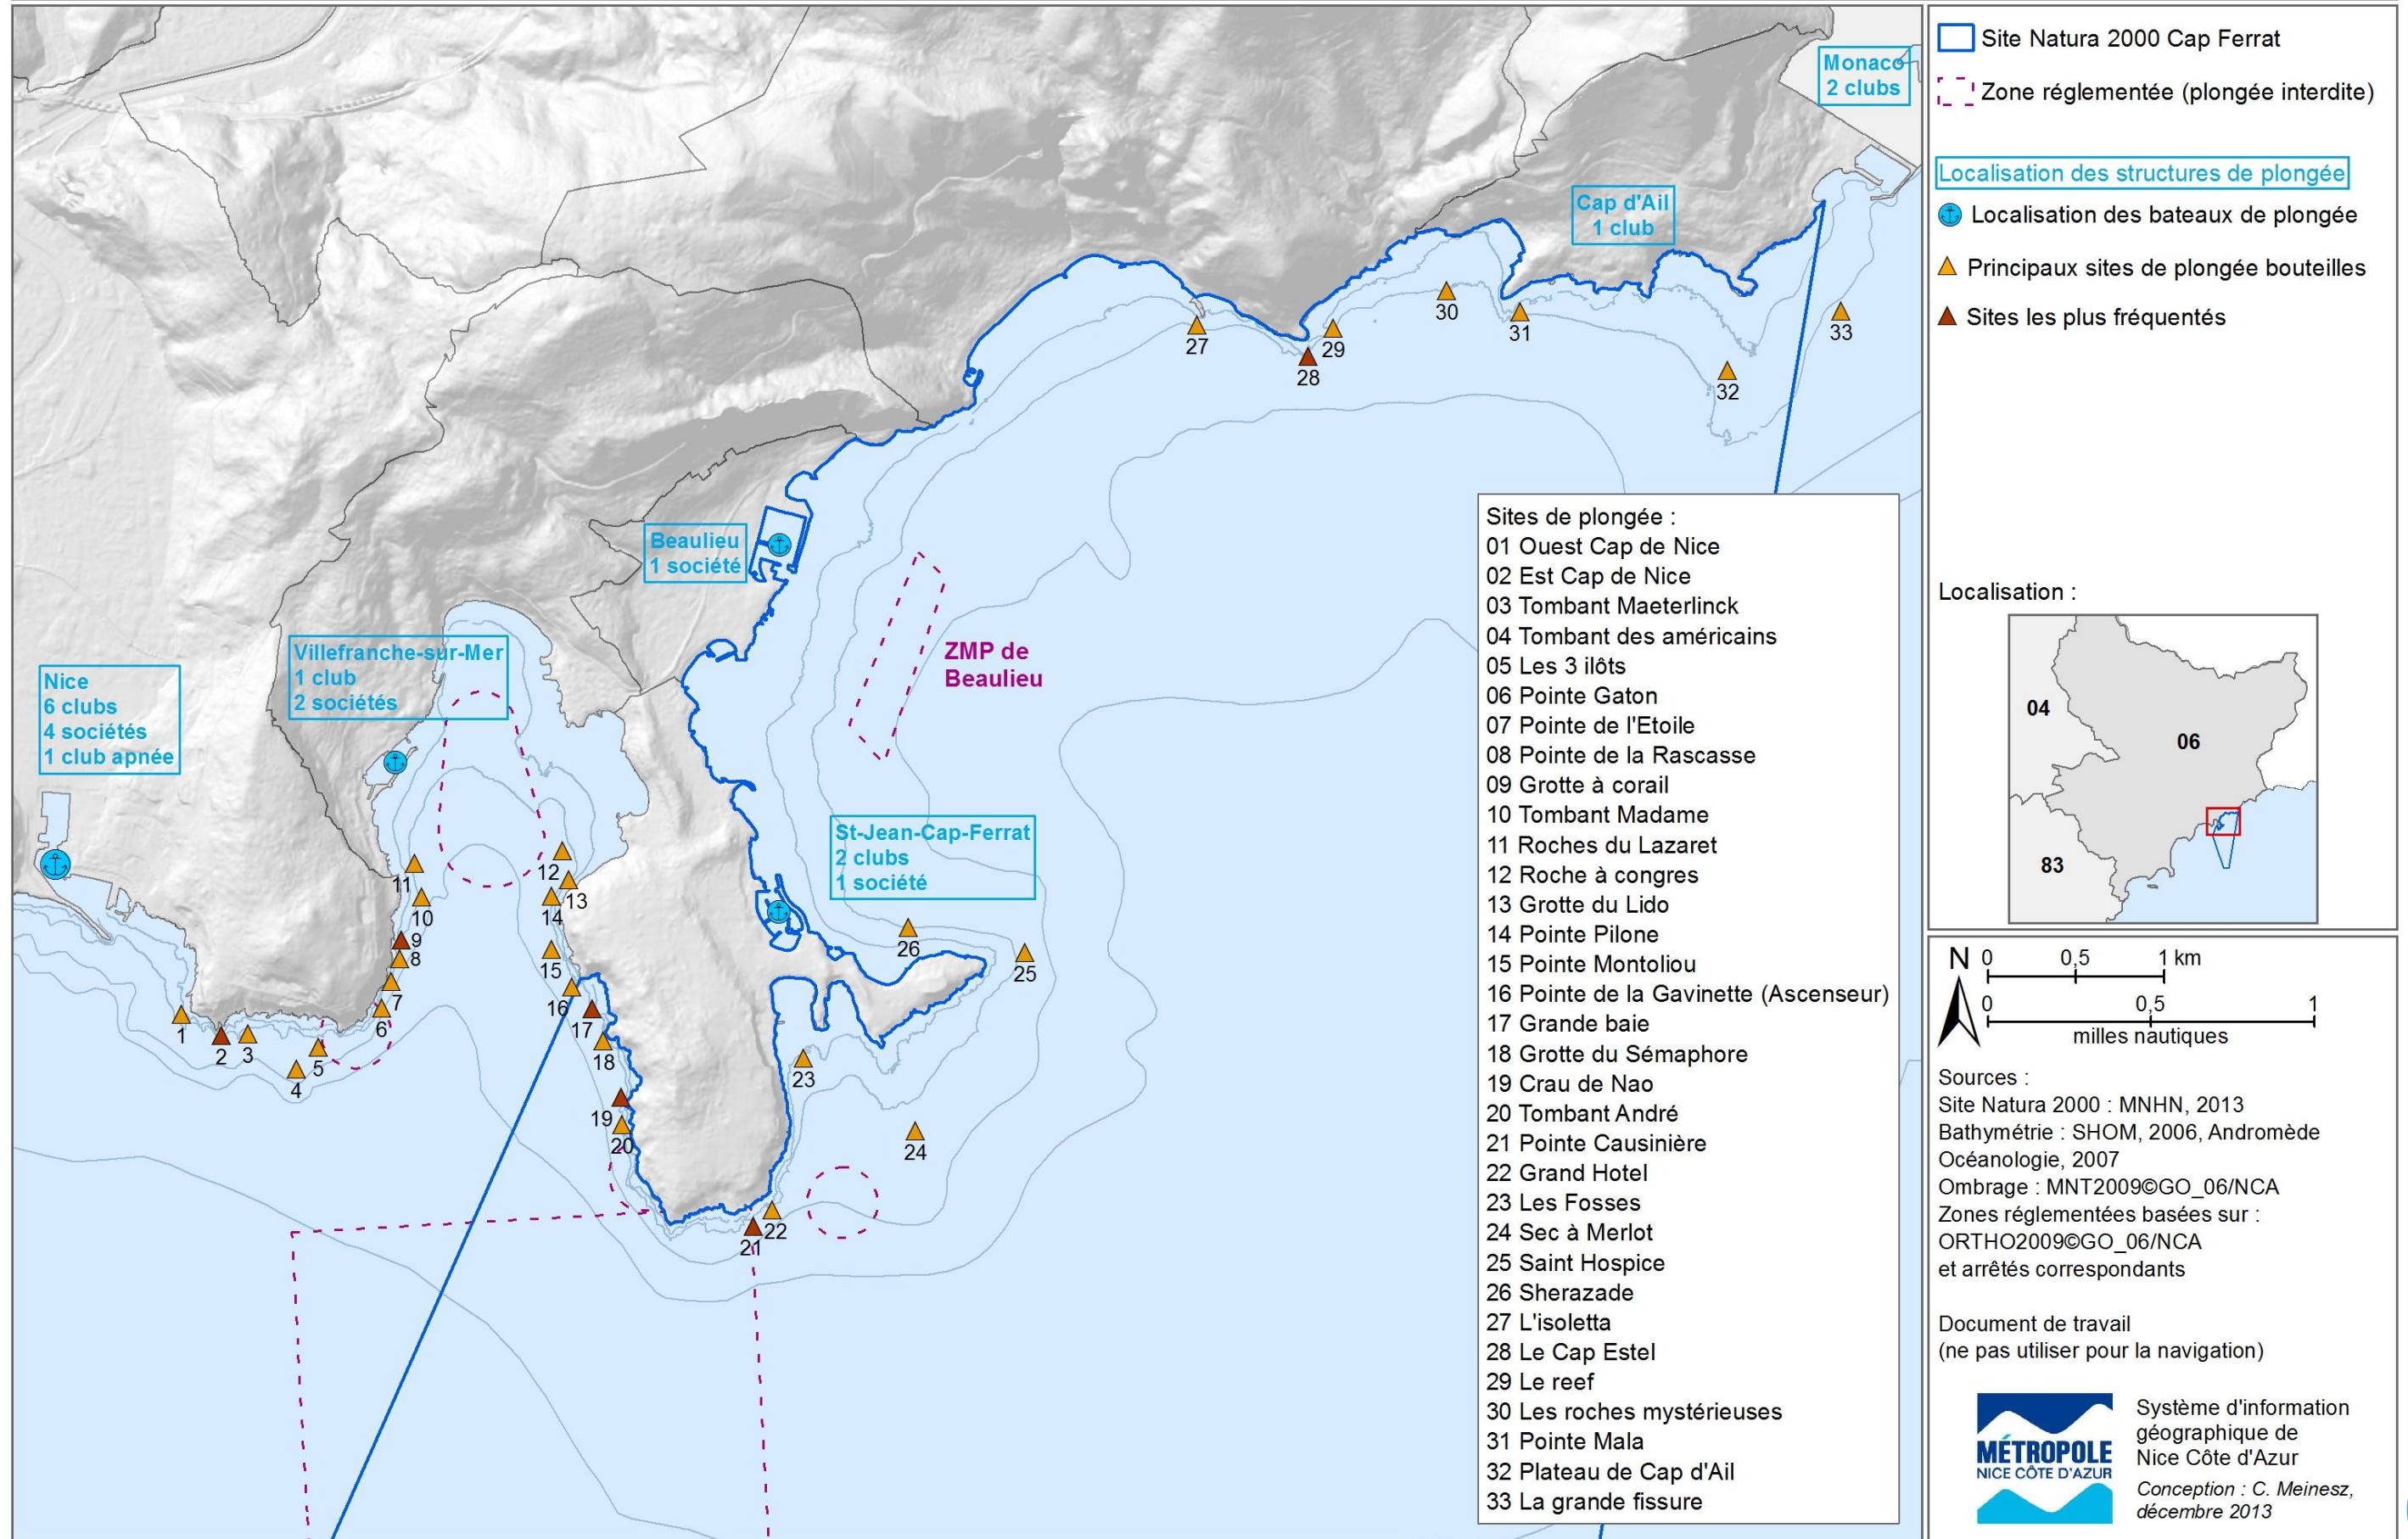 Monaco
2 clubs
Cap d'Ail
1 club
27
28
29
30
31
32
33
Beaulieu
1 société
ZMP de
Beaulieu
Villefranche-sur-Mer
1 club
2 sociétés
Nice
6 clubs
4 sociétés
1 club apnée
St-Jean-Cap-Ferrat
2 clubs
1 société
1
2
3
4
5
6
7
8
9
10
11
12
13
14
15
16
17
18
19
20
21
22
23
24
25
26
Sites de plongée :
01 Ouest Cap de Nice
02 Est Cap de Nice
03 Tombant Maeterlinck
04 Tombant des américains
05 Les 3 ilôts
06 Pointe Gaton
07 Pointe de l'Etoile
08 Pointe de la Rascasse
09 Grotte à corail
10 Tombant Madame
11 Roches du Lazaret
12 Roche à congres
13 Grotte du Lido
14 Pointe Pilone
15 Pointe Montoliou
16 Pointe de la Gavinette (Ascenseur)
17 Grande baie
18 Grotte du Sémaphore
19 Crau de Nao
20 Tombant André
21 Pointe Causinière
22 Grand Hotel
23 Les Fosses
24 Sec à Merlot
25 Saint Hospice
26 Sherazade
27 L'isoletta
28 Le Cap Estel
29 Le reef
30 Les roches mystérieuses
31 Pointe Mala
32 Plateau de Cap d'Ail
33 La grande fissure
Site Natura 2000 Cap Ferrat
Zone réglementée (plongée interdite)
Localisation des structures de plongée
Localisation des bateaux de plongée
Principaux sites de plongée bouteilles
Sites les plus fréquentés
Localisation :
04
06
83
N
0 0,5 1 km
0 0,5 1
milles nautiques
Sources :
Site Natura 2000 : MNHN, 2013
Bathymétrie : SHOM, 2006, Andromède
Océanologie, 2007
Ombrage : MNT2009©GO_06/NCA
Zones réglementées basées sur :
ORTHO2009©GO_06/NCA
et arrêtés correspondants
Document de travail
(ne pas utiliser pour la navigation)
MÉTROPOLE
NICE CÔTE D'AZUR
Système d'information
géographique de
Nice Côte d'Azur
Conception : C. Meinesz,
décembre 2013